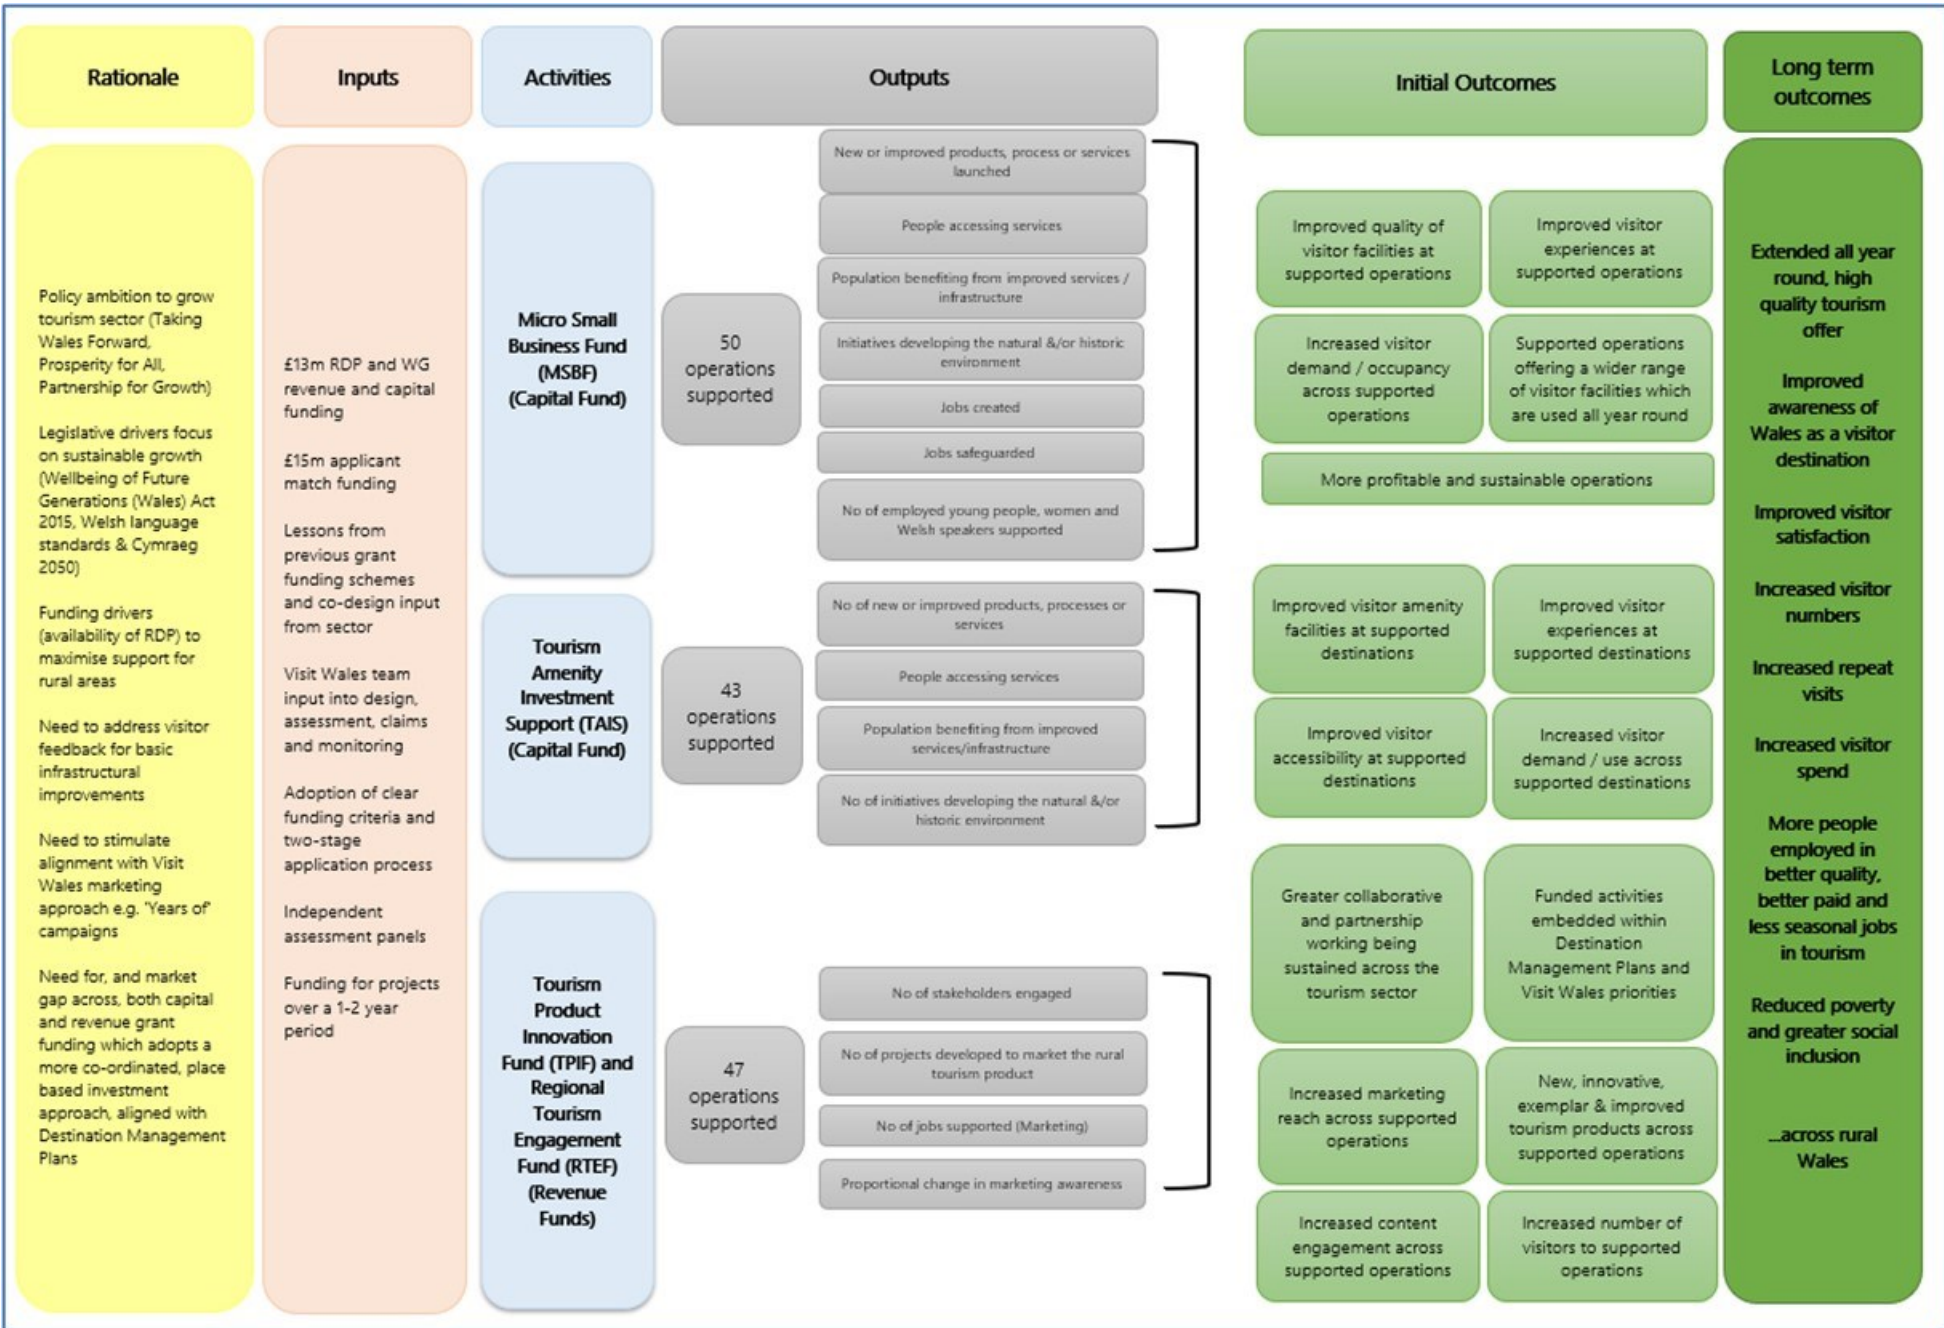 Rationale
Inputs
Activities
Outputs
Initial Outcomes
Long term
outcomes
Policy ambition to grow
tourism sector (Taking
Wales Forward,
Prosperity for All,
Partnership for Growth)
Legislative drivers focus
on sustainable growth
(Wellbeing of Future
Generations (Wales) Act
2015, Welsh language
standards & Cymraeg
2050)
Funding drivers
(availability of RDP) to
maximise support for
rural areas
Need to address visitor
feedback for basic
infrastructural
improvements
Need to stimulate
alignment with Visit
Wales marketing
approach e.g. 'Years of'
campaigns
Need for, and market
gap across, both capital
and revenue grant
funding which adopts a
more co-ordinated, place
based investment
approach, aligned with
Destination Management
Plans
£13m RDP and WG
revenue and capital
funding
£15m applicant
match funding
Lessons from
previous grant
funding schemes
and co-design input
from sector
Visit Wales team
input into design,
assessment, claims
and monitoring
Adoption of clear
funding criteria and
two-stage
application process
Independent
assessment panels
Funding for projects
over a 1-2 year
period
Micro Small
Business Fund
(MSBF)
(Capital Fund)
50
operations
supported
New or improved products, process or services
launched
People accessing services
Population benefiting from improved services /
infrastructure
Initiatives developing the natural &/or historic
environment
Jobs created
Jobs safeguarded
No of employed young people, women and
Welsh speakers supported
Improved quality of
visitor facilities at
supported operations
Improved visitor
experiences at
supported operations
Increased visitor
demand / occupancy
across supported
operations
Supported operations
offering a wider range
of visitor facilities which
are used all year round
More profitable and sustainable operations
Tourism
Amenity
Investment
Support (TAIS)
(Capital Fund)
43
operations
supported
No of new or improved products, processes or
services
People accessing services
Population benefiting from improved
services/infrastructure
No of initiatives developing the natural &/or
historic environment
Improved visitor amenity
facilities at supported
destinations
Improved visitor
experiences at
supported destinations
Improved visitor
accessibility at supported
destinations
Increased visitor
demand / use across
supported destinations
Tourism
Product
Innovation
Fund (TPIF) and
Regional
Tourism
Engagement
Fund (RTEF)
(Revenue
Funds)
47
operations
supported
No of stakeholders engaged
No of projects developed to market the rural
tourism product
No of jobs supported (Marketing)
Proportional change in marketing awareness
Greater collaborative
and partnership
working being
sustained across the
tourism sector
Funded activities
embedded within
Destination
Management Plans and
Visit Wales priorities
Increased marketing
reach across supported
operations
New, innovative,
exemplar & improved
tourism products across
supported operations
Increased content
engagement across
supported operations
Increased number of
visitors to supported
operations
Extended all year
round, high
quality tourism
offer
Improved
awareness of
Wales as a visitor
destination
Improved visitor
satisfaction
Increased visitor
numbers
Increased repeat
visits
Increased visitor
spend
More people
employed in
better quality,
better paid and
less seasonal jobs
in tourism
Reduced poverty
and greater social
inclusion
...across rural
Wales